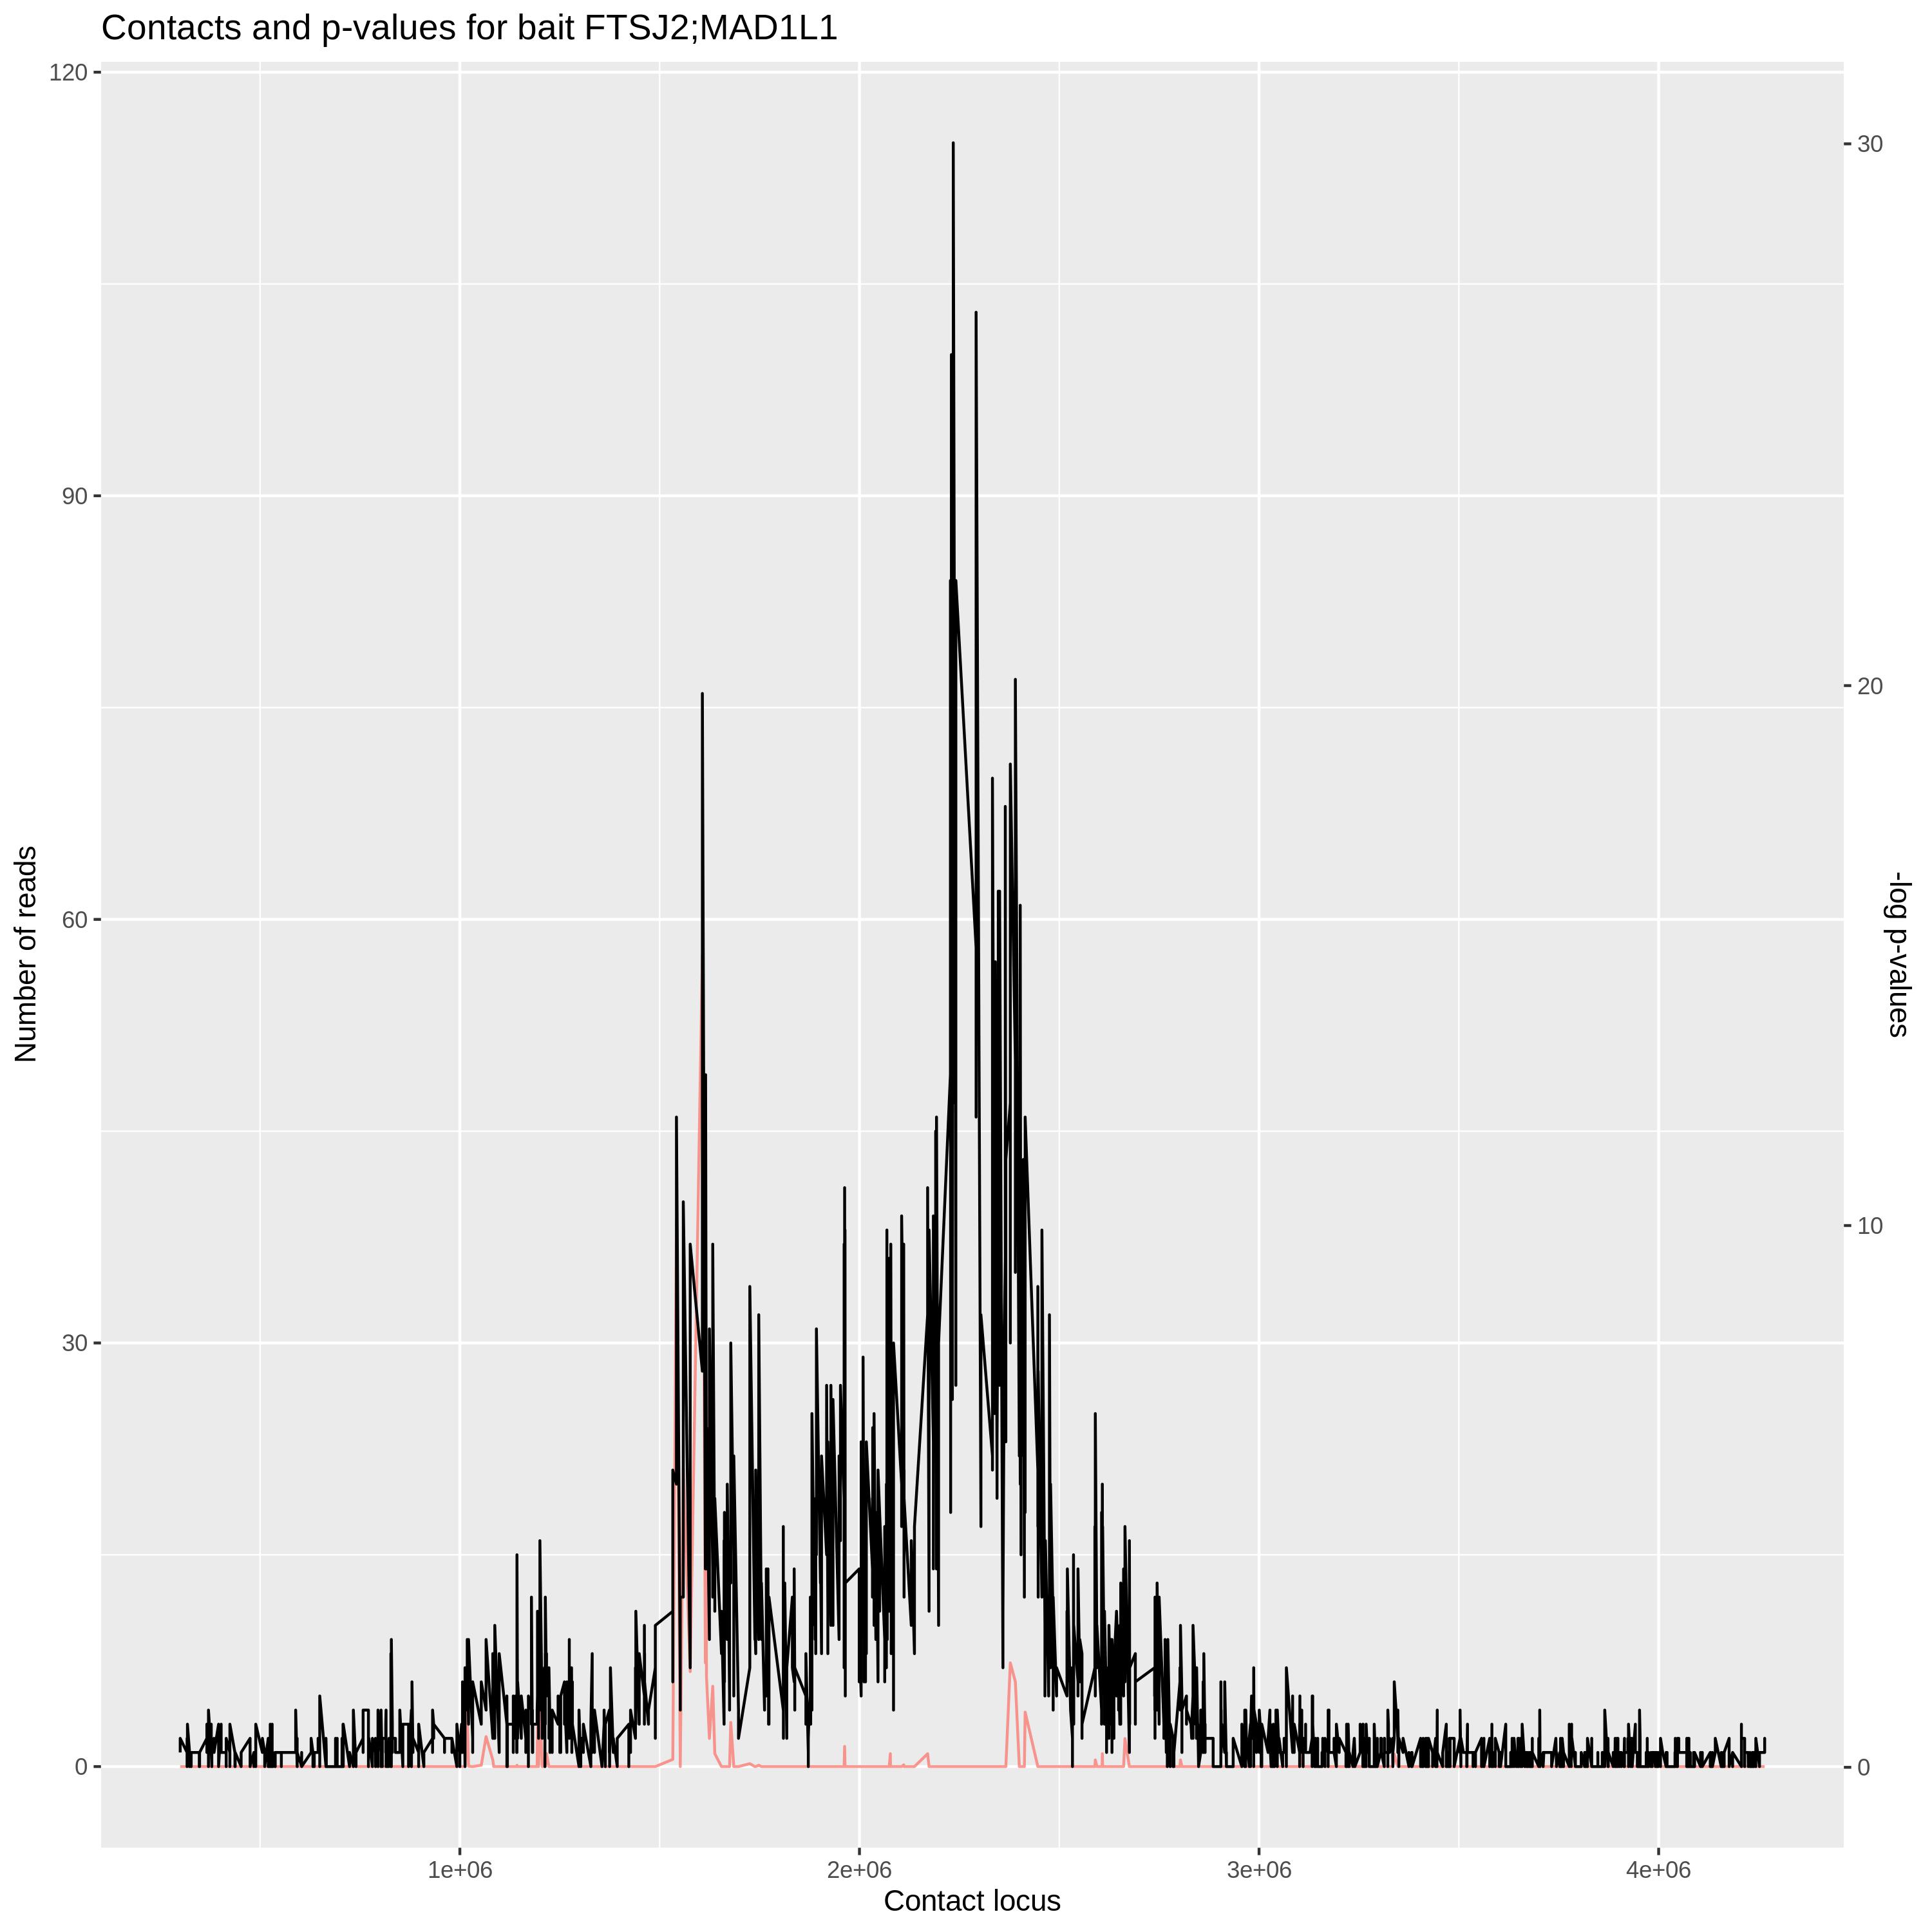 Contacts and p-values for bait FTSJ2;MAD1L1
120
90
60
30
0
Number of reads
30
20
10
0
-log p-values
1e+06
2e+06
3e+06
4e+06
Contact locus